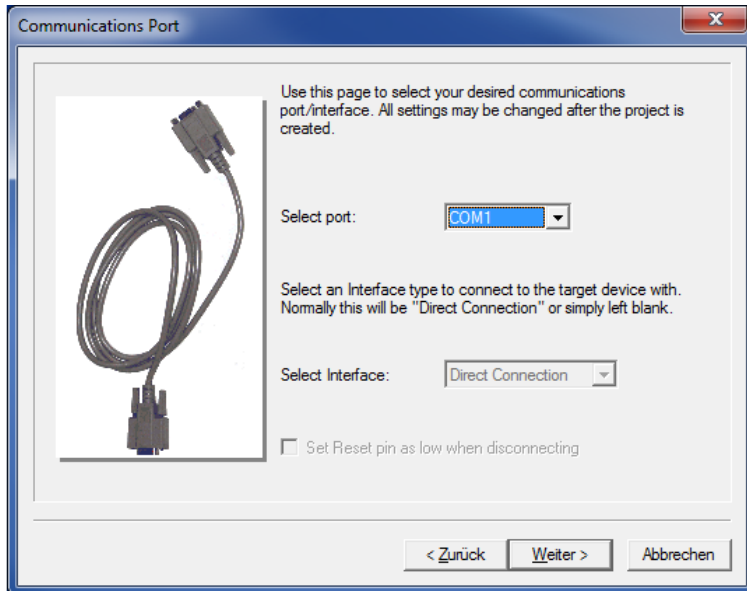 Communications Port
Use this page to select your desired communications
port/interface. All settings may be changed after the project is
created.
Select port:
COM1
Select an Interface type to connect to the target device with.
Normally this will be "Direct Connection" or simply left blank.
Select Interface:
Direct Connection
Set Reset pin as low when disconnecting
< Zurück
Weiter >
Abbrechen